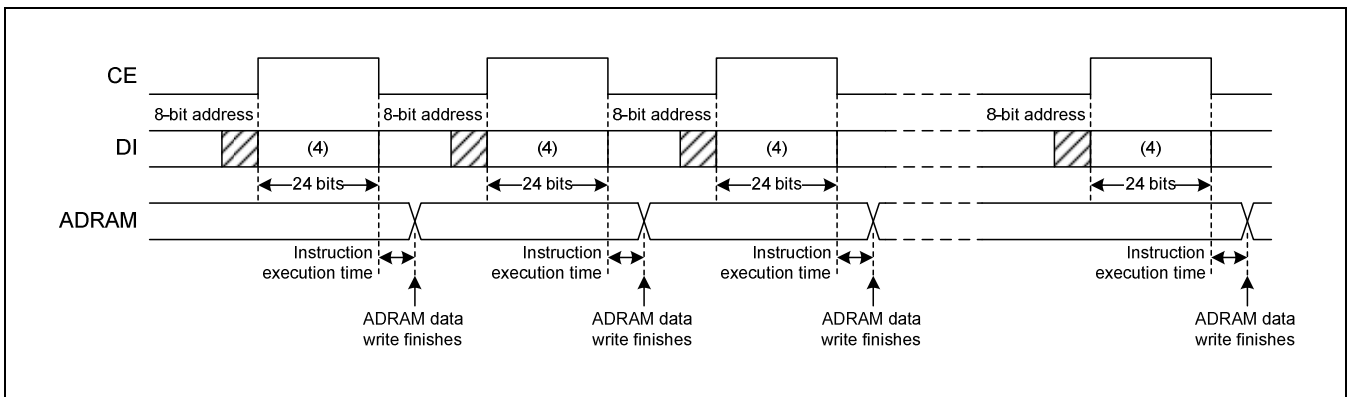 CE
8-bit address
8-bit address
8-bit address
8-bit address
DI
(4)
(4)
(4)
(4)
24 bits
24 bits
24 bits
24 bits
ADRAM
Instruction
execution time
Instruction
execution time
Instruction
execution time
Instruction
execution time
ADRAM data
write finishes
ADRAM data
write finishes
ADRAM data
write finishes
ADRAM data
write finishes